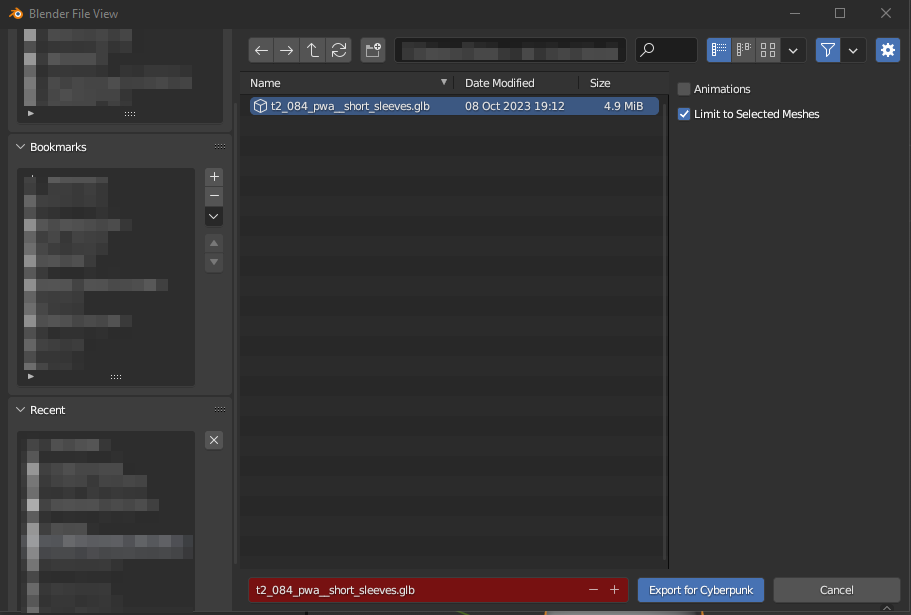 Blender File View
Name Date Modified Size
t2_084_pwa__short_sleeves.glb 08 Oct 2023 19:12 4.9 MiB
Animations
Limit to Selected Meshes
Bookmarks
Recent
t2_084_pwa__short_sleeves.glb
Export for Cyberpunk
Cancel